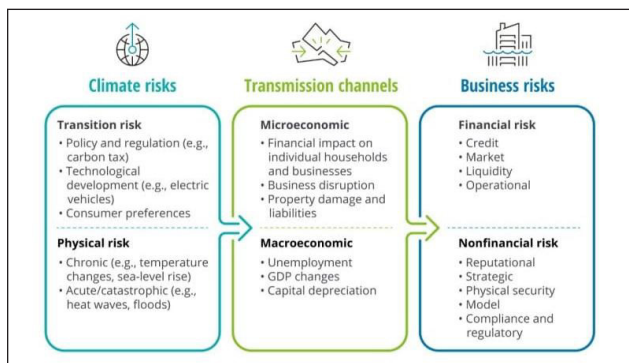 Climate risks
Transition risk
• Policy and regulation (e.g.,
carbon tax)
• Technological
development (e.g., electric
vehicles)
• Consumer preferences
Physical risk
• Chronic (e.g., temperature
changes, sea-level rise)
• Acute/catastrophic (e.g.,
heat waves, floods)
Transmission channels
Microeconomic
• Financial impact on
individual households
and businesses
• Business disruption
• Property damage and
liabilities
Macroeconomic
• Unemployment
• GDP changes
• Capital depreciation
Business risks
Financial risk
• Credit
• Market
• Liquidity
• Operational
Nonfinancial risk
• Reputational
• Strategic
• Physical security
• Model
• Compliance and
regulatory